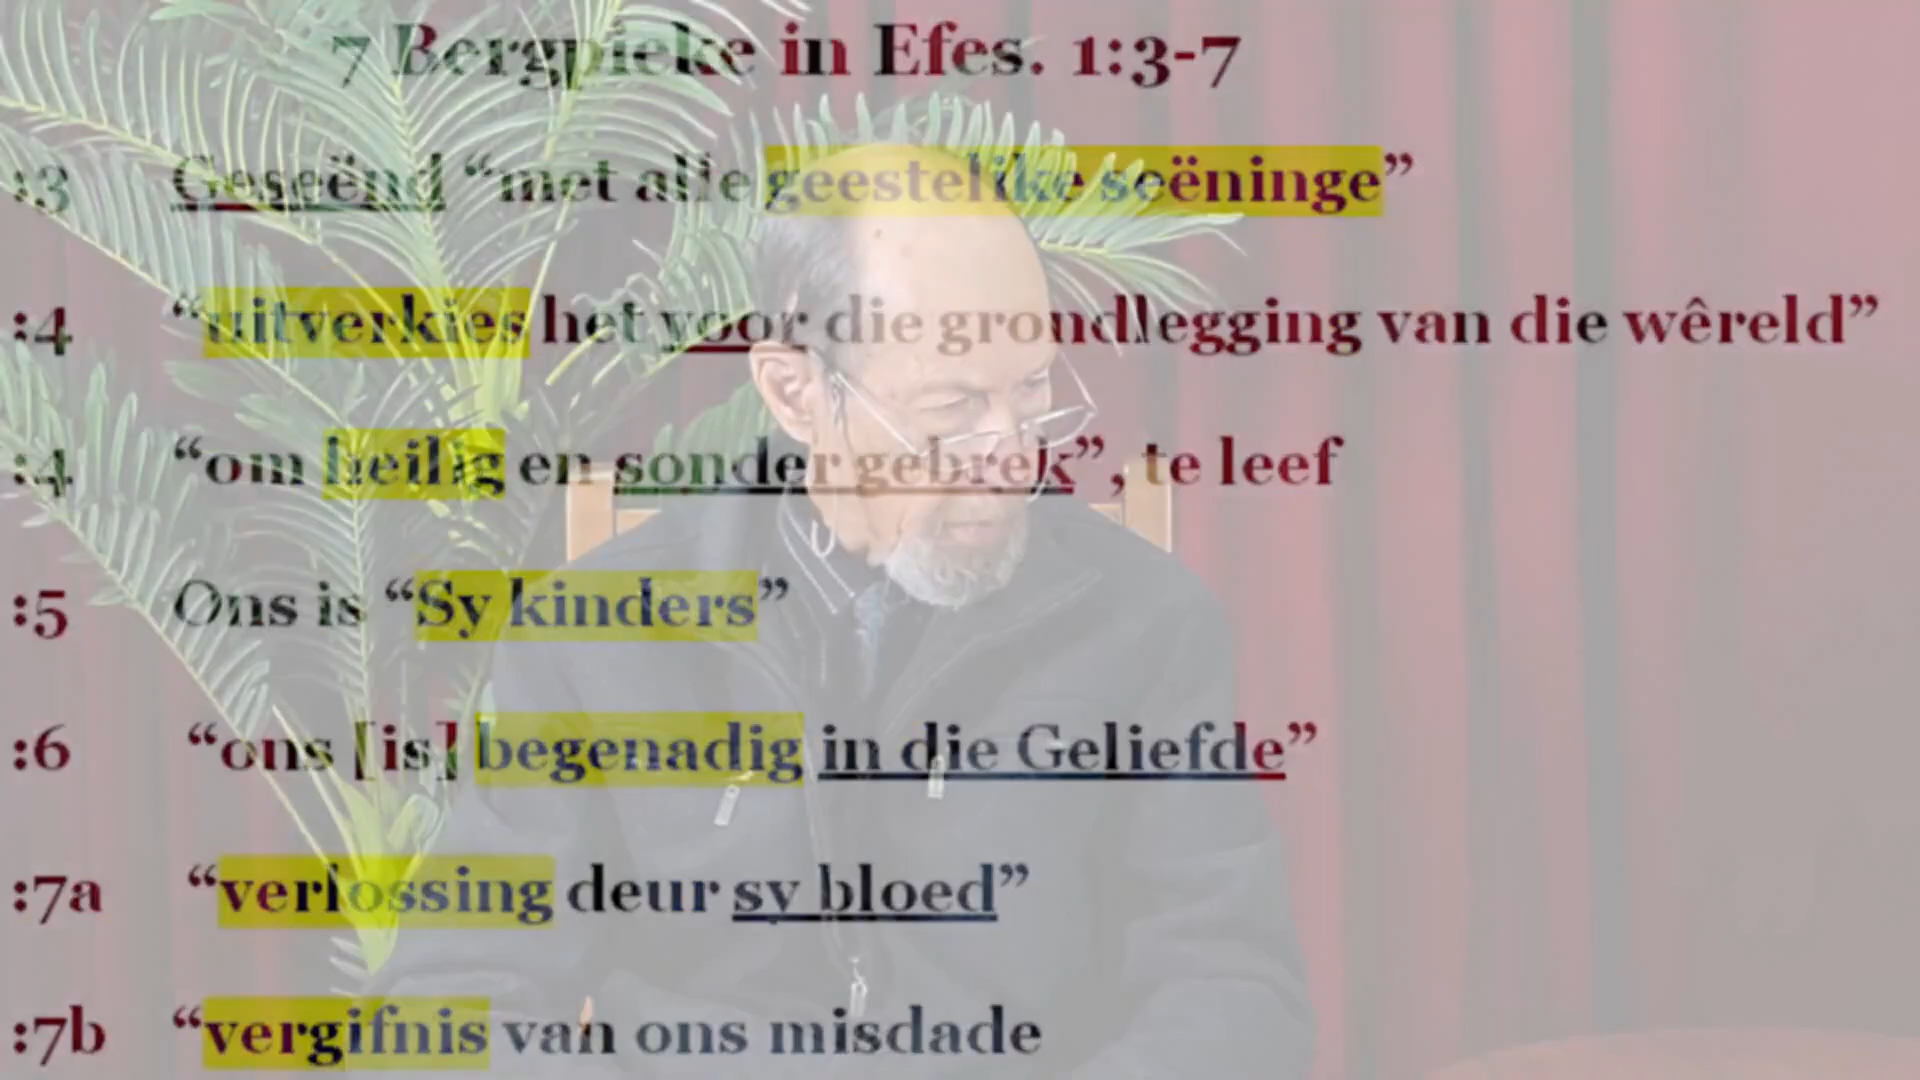 7 Bergpieke in Efes. 1:3-7
:3 Geseënd “met alle geestelike seëninge”
:4 “uitverkies het voor die grondlegging van die wêreld”
:4 “om heilig en sonder gebrek”, te leef
:5 Ons is “Sy kinders”
:6 “ons [is] begenadig in die Geliefde”
:7a “verlossing deur sy bloed”
:7b “vergifnis van ons misdade